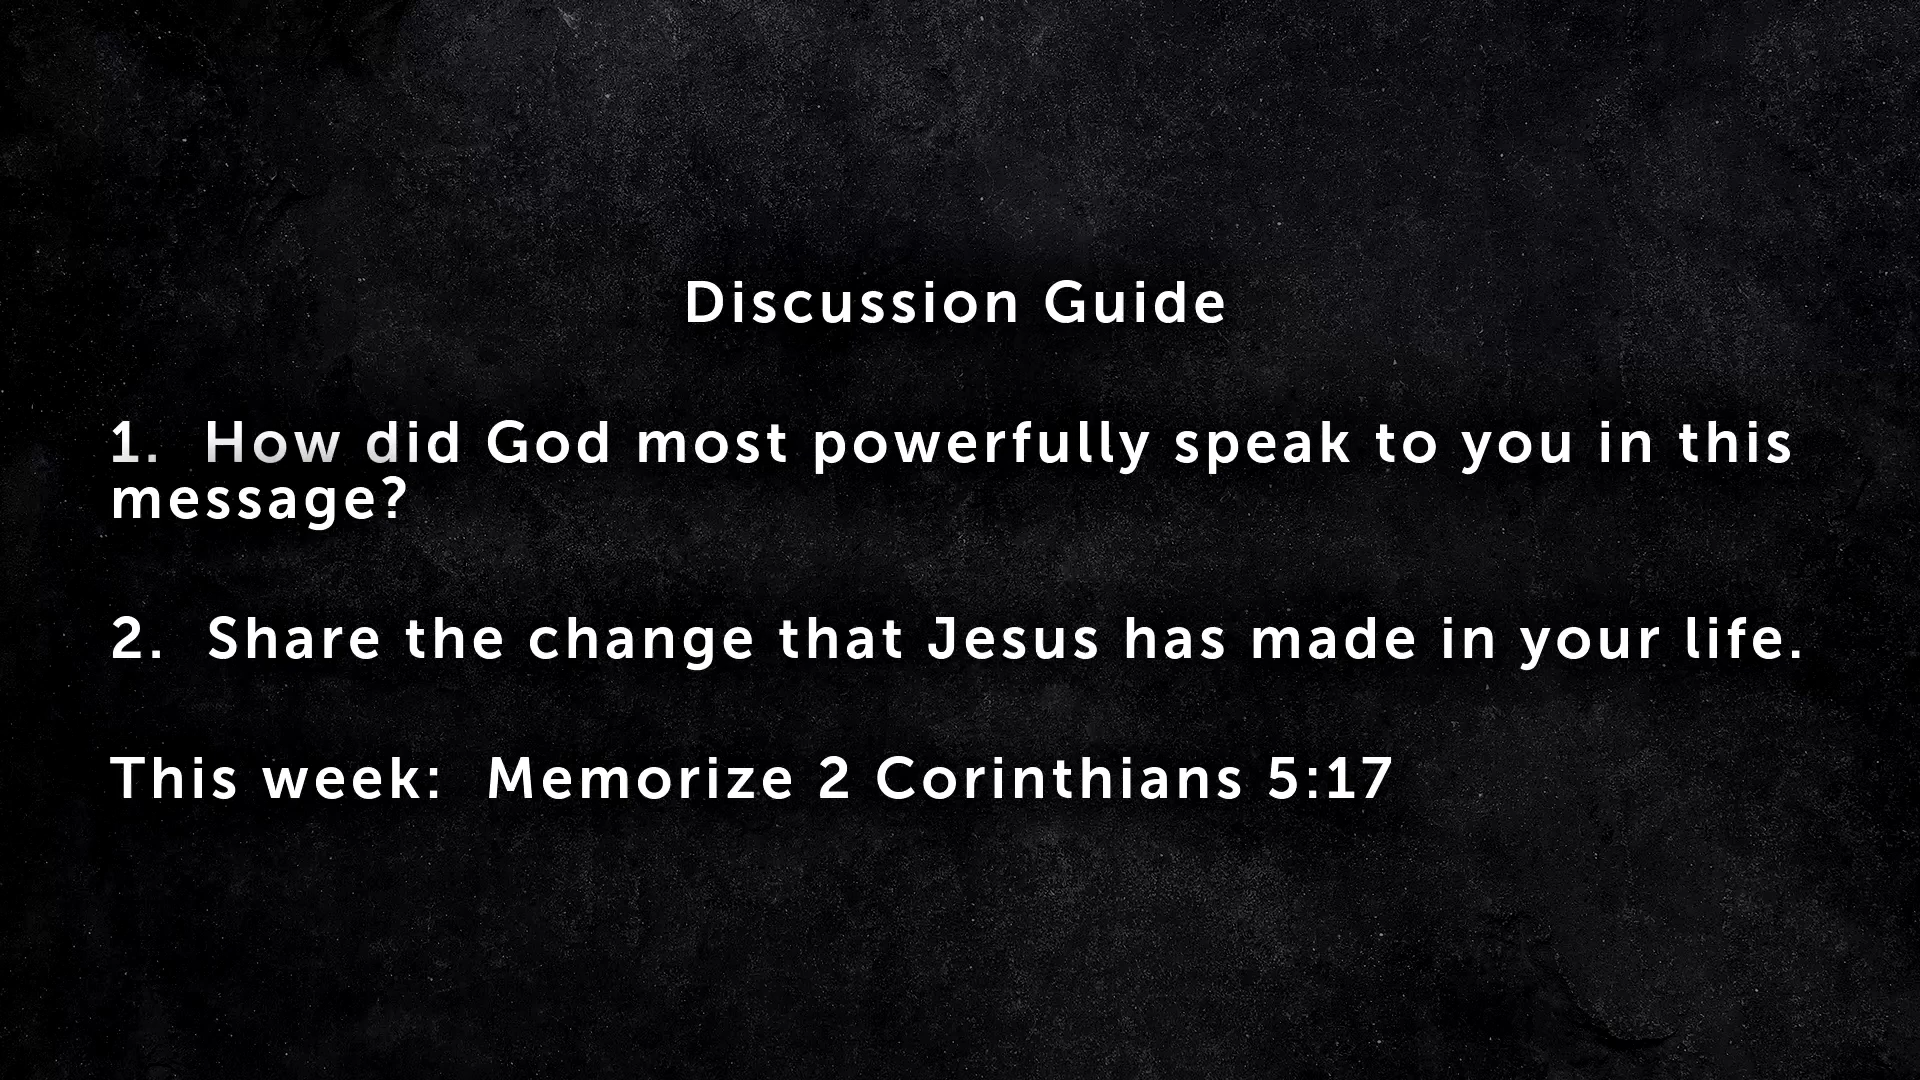 Discussion Guide
1.  How did God most powerfully speak to you in this
message?
2.  Share the change that Jesus has made in your life.
This week:  Memorize 2 Corinthians 5:17